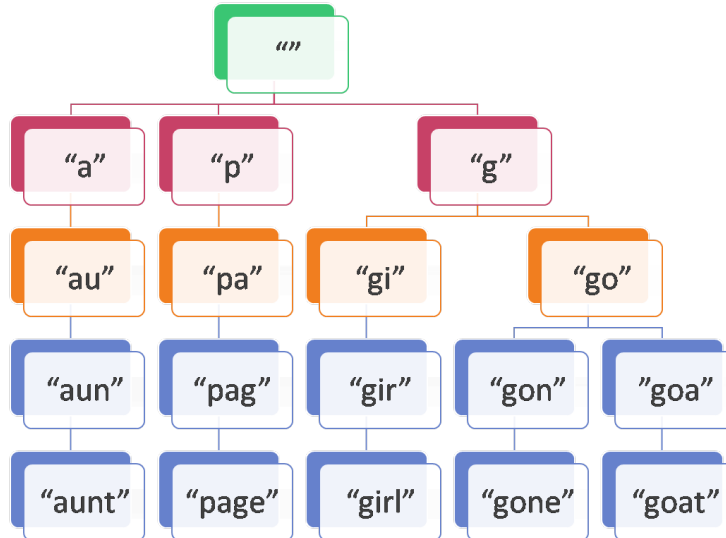 “”
“a” “p” “g”
“au” “pa” “gi” “go”
“aun” “pag” “gir” “gon” ”goa”
“aunt” “page” “girl” “gone” “goat”